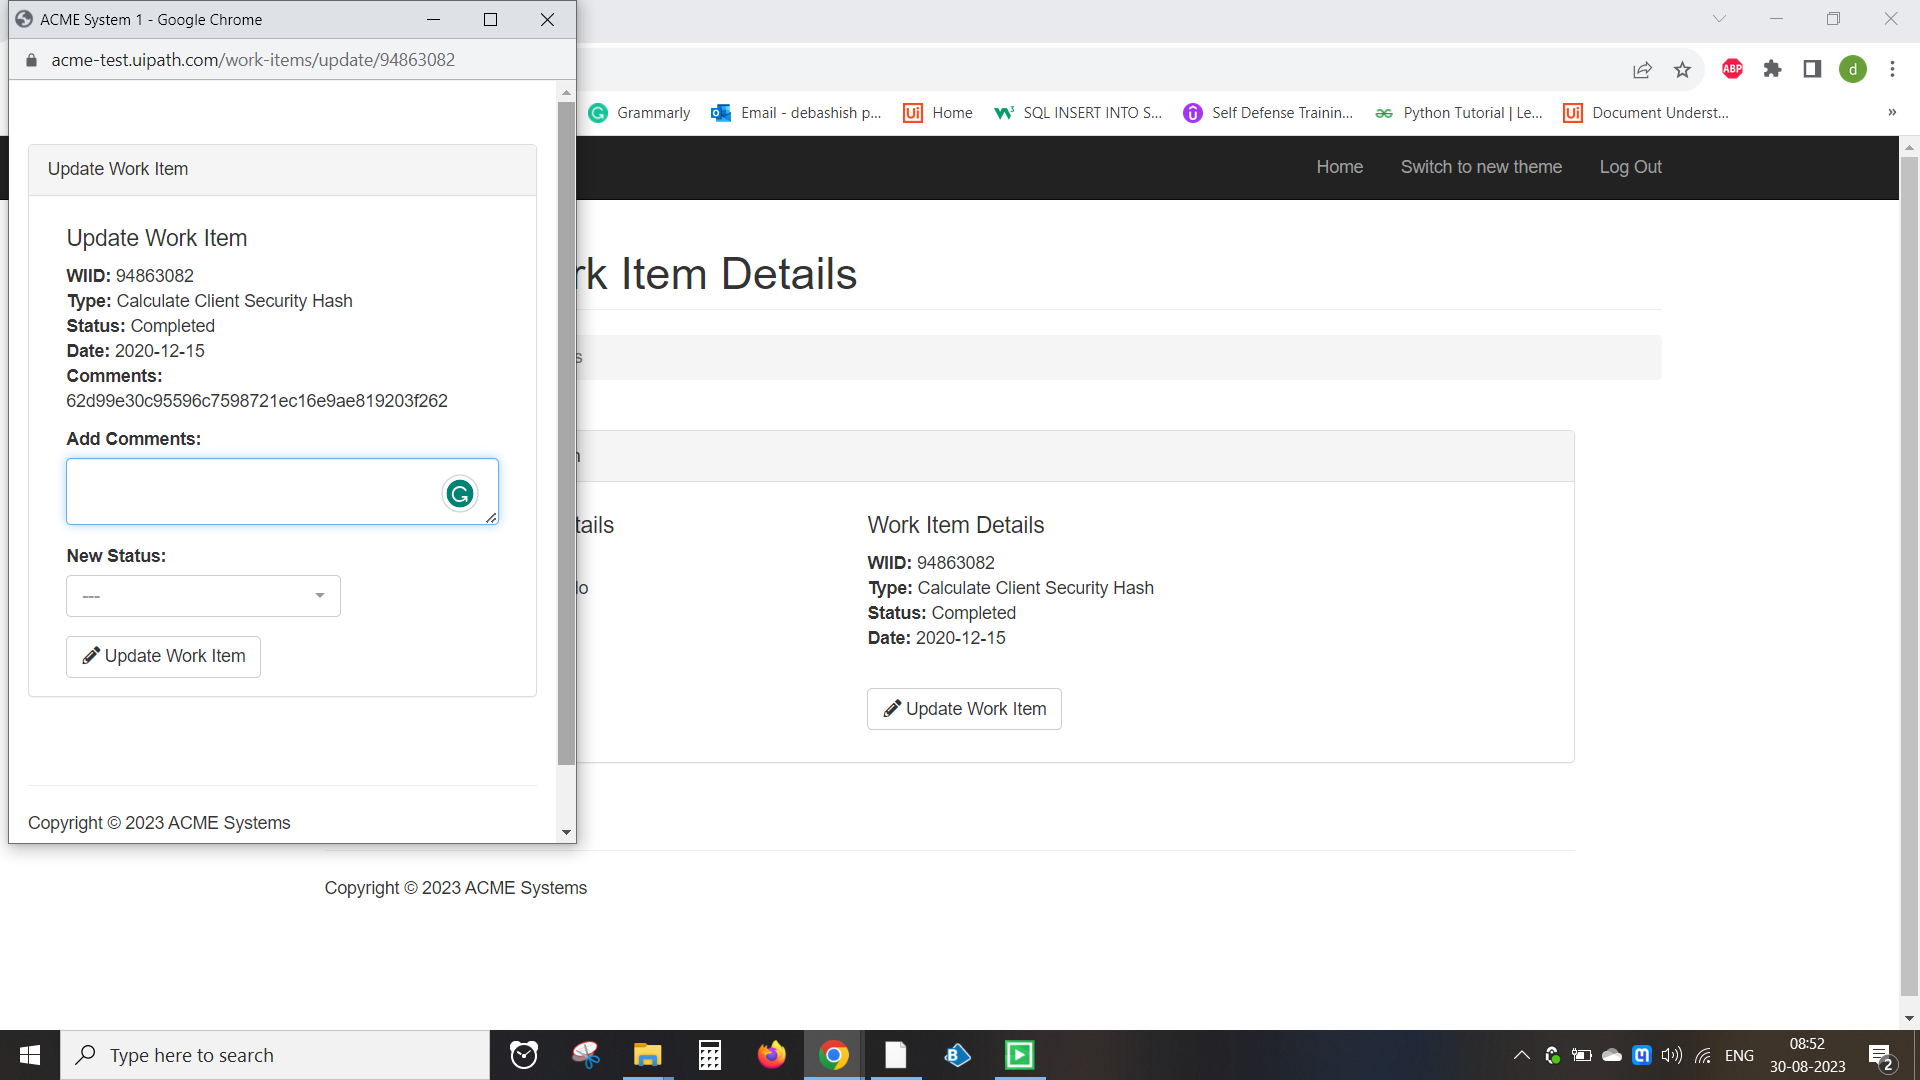 ACME System 1 - Google Chrome
acme-test.uipath.com/work-items/update/94863082
Update Work Item
Update Work Item
WIID: 94863082
Type: Calculate Client Security Hash
Status: Completed
Date: 2020-12-15
Comments:
62d99e30c95596c7598721ec16e9ae819203f262
Add Comments:
New Status:
---
Update Work Item
Copyright © 2023 ACME Systems
ABP
d
Grammarly
Email - debashish p...
Home
SQL INSERT INTO S...
Self Defense Trainin...
Python Tutorial | Le...
Document Underst...
»
Home
Switch to new theme
Log Out
rk Item Details
s
n
tails
lo
Work Item Details
WIID: 94863082
Type: Calculate Client Security Hash
Status: Completed
Date: 2020-12-15
Update Work Item
Copyright © 2023 ACME Systems
Type here to search
ENG
08:52
30-08-2023
2